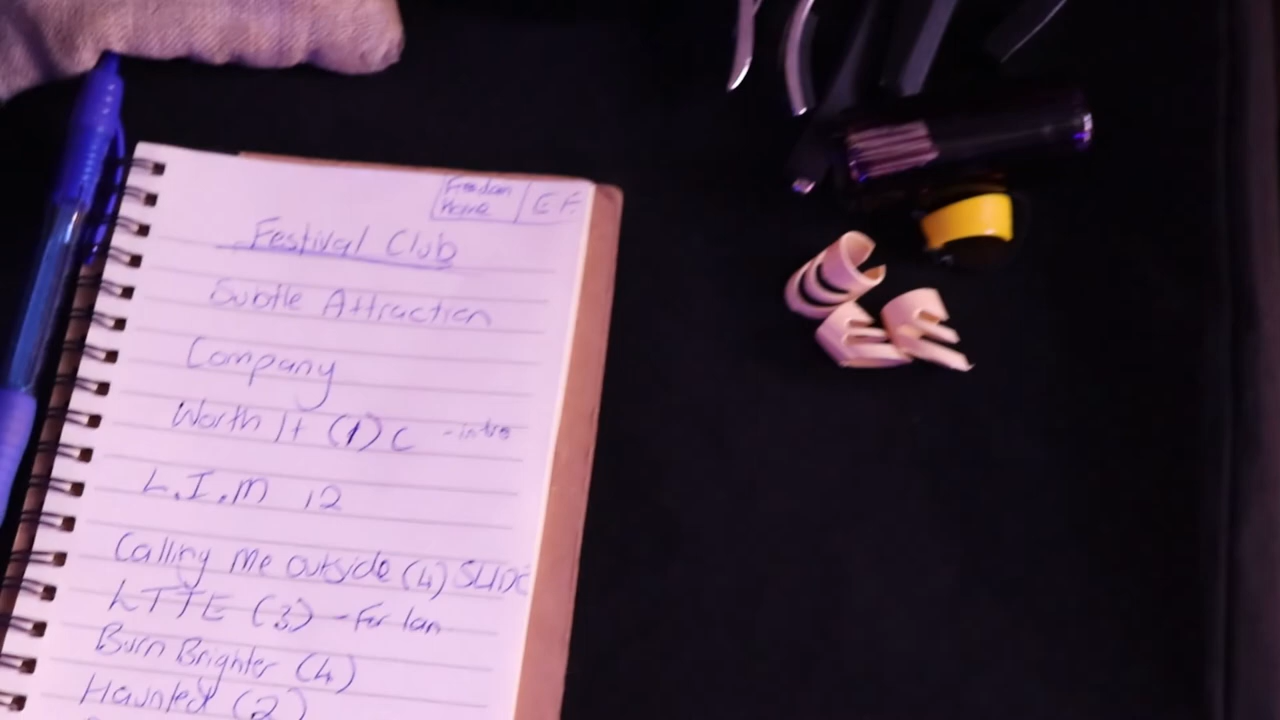 Freedom
Home
E F.
Festival Club
Subtle Attraction
Company
Worth It (1) C - intro
L.I.M 12
Calling Me outside (4) SLIDE
LTTE (3) - For Ian
Burn Brighter (4)
Haunted (2)